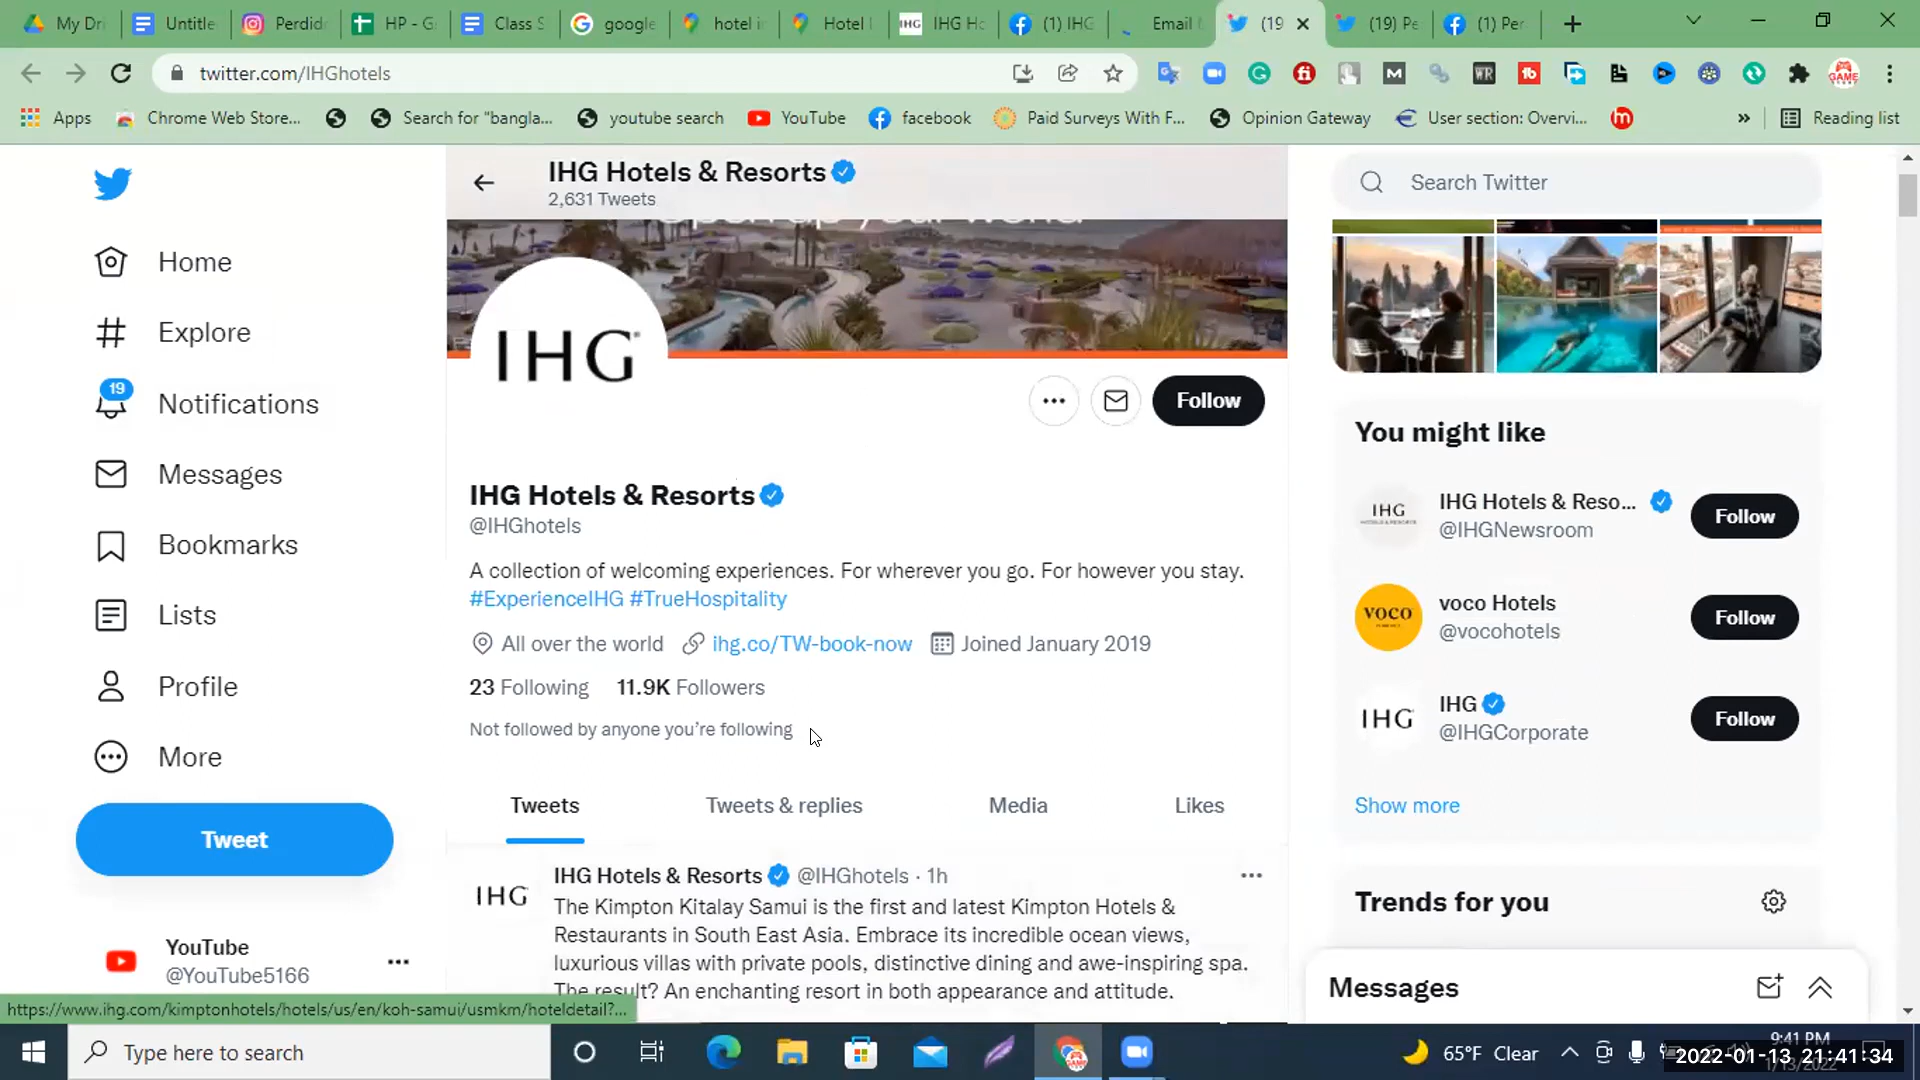 My Dri
Untitle
Perdid
HP - G
Class S
google
hotel i
Hotel
IHG IHG Ho
(1) IHG
Email
(19
(19) Pe
(1) Per
twitter.com/IHGhotels
Apps
Chrome Web Store...
Search for "bangla...
youtube search
YouTube
facebook
Paid Surveys With F...
Opinion Gateway
User section: Overvi...
»
Reading list
IHG Hotels & Resorts
2,631 Tweets
Search Twitter
Home
Explore
19
Notifications
Messages
Bookmarks
Lists
Profile
More
Tweet
YouTube
@YouTube5166
IHG
Follow
IHG Hotels & Resorts
@IHGhotels
A collection of welcoming experiences. For wherever you go. For however you stay.
#ExperienceIHG #TrueHospitality
All over the world ihg.co/TW-book-now Joined January 2019
23 Following 11.9K Followers
Not followed by anyone you're following
Tweets Tweets & replies Media Likes
IHG
IHG Hotels & Resorts @IHGhotels · 1h
The Kimpton Kitalay Samui is the first and latest Kimpton Hotels &
Restaurants in South East Asia. Embrace its incredible ocean views,
luxurious villas with private pools, distinctive dining and awe-inspiring spa.
The result? An enchanting resort in both appearance and attitude.
You might like
IHG
IHG Hotels & Reso...
@IHGNewsroom
Follow
voco
voco Hotels
@vocohotels
Follow
IHG
IHG
@IHGCorporate
Follow
Show more
Trends for you
Messages
https://www.ihg.com/kimptonhotels/hotels/us/en/koh-samui/usmkm/hoteldetail?...
Type here to search
65°F Clear
9:41 PM
2022-01-13 21:41:34